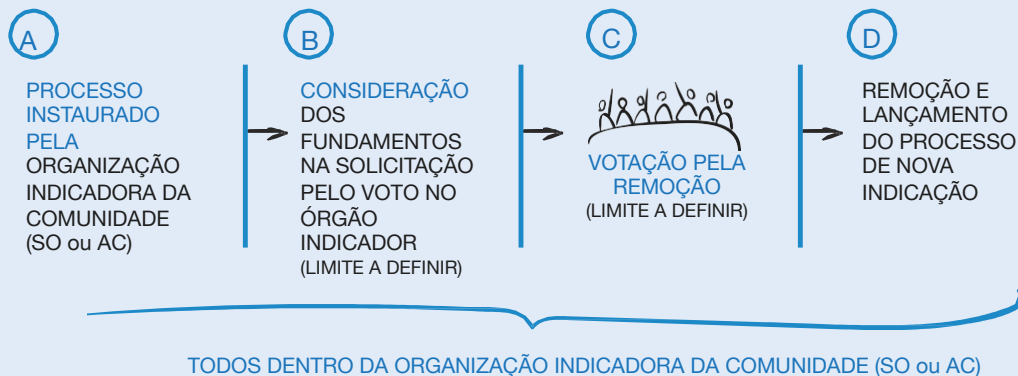 A
PROCESSO
INSTAURADO
PELA
ORGANIZAÇÃO
INDICADORA DA
COMUNIDADE
(SO ou AC)
B
CONSIDERAÇÃO
DOS
FUNDAMENTOS
NA SOLICITAÇÃO
PELO VOTO NO
ÓRGÃO
INDICADOR
(LIMITE A DEFINIR)
C
VOTAÇÃO PELA
REMOÇÃO
(LIMITE A DEFINIR)
D
REMOÇÃO E
LANÇAMENTO
DO PROCESSO
DE NOVA
INDICAÇÃO
TODOS DENTRO DA ORGANIZAÇÃO INDICADORA DA COMUNIDADE (SO ou AC)